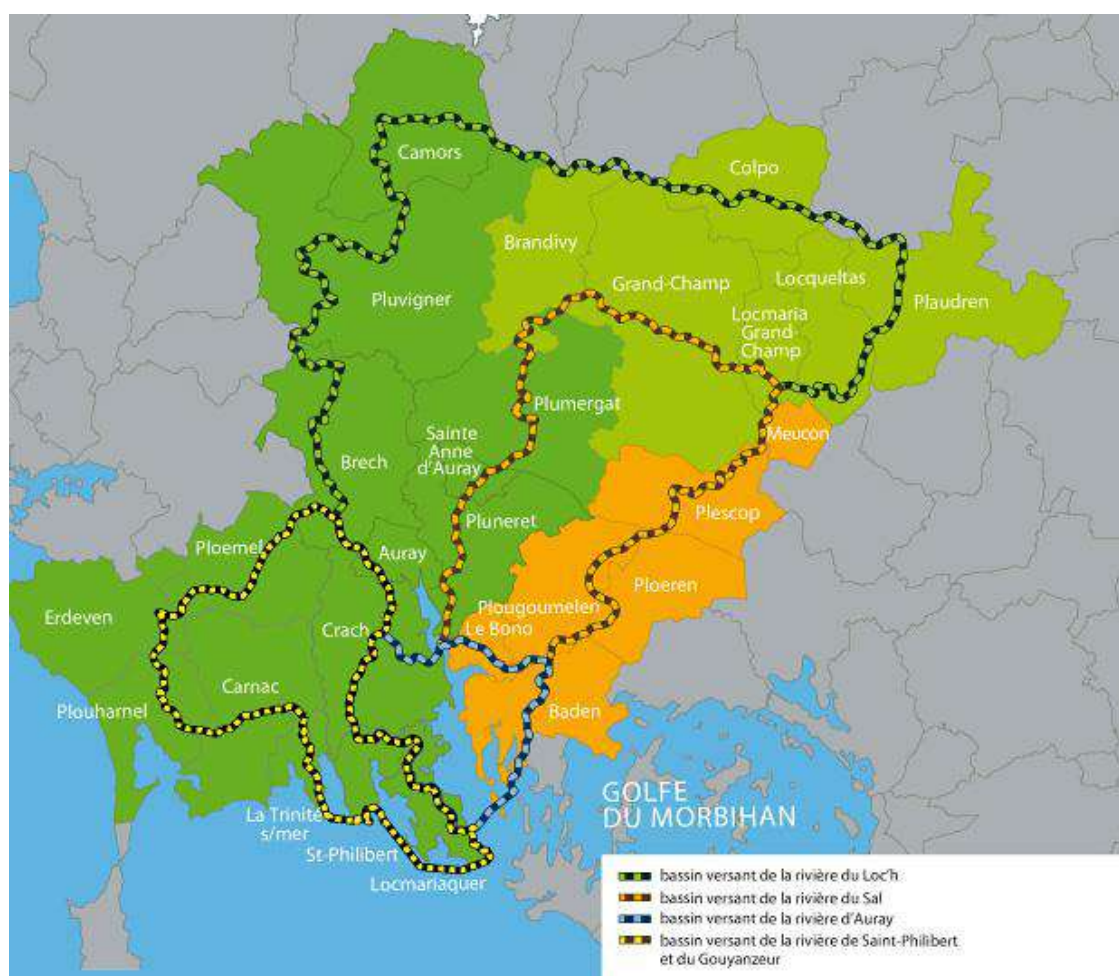 Camors
Colpo
Brandivy
Grand-Champ
Locqueltas
Plaudren
Pluvigner
Locmaria
Grand-
Champ
Plumergat
Meucon
Sainte
Anne
d'Auray
Brech
Plescop
Pluneret
Ploemel
Auray
Ploeren
Erdeven
Plougoumelen
Le Bono
Crach
Carnac
Plouharnel
Baden
GOLFE
DU MORBIHAN
La Trinité
s/mer
St-Philibert
Locmariaquer
bassin versant de la rivière du Loc'h
bassin versant de la rivière du Sal
bassin versant de la rivière d'Auray
bassin versant de la rivière de Saint-Philibert
et du Gouyanzeur